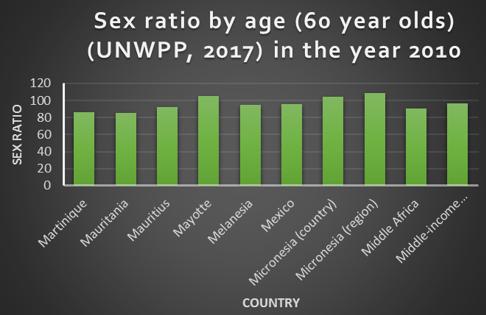 Sex ratio by age (60 year olds)
(UNWPP, 2017) in the year 2010
SEX RATIO
120
100
80
60
40
20
0
Martinique
Mauritania
Mauritius
Mayotte
Melanesia
Mexico
Micronesia (country)
Micronesia (region)
Middle Africa
Middle-income...
COUNTRY